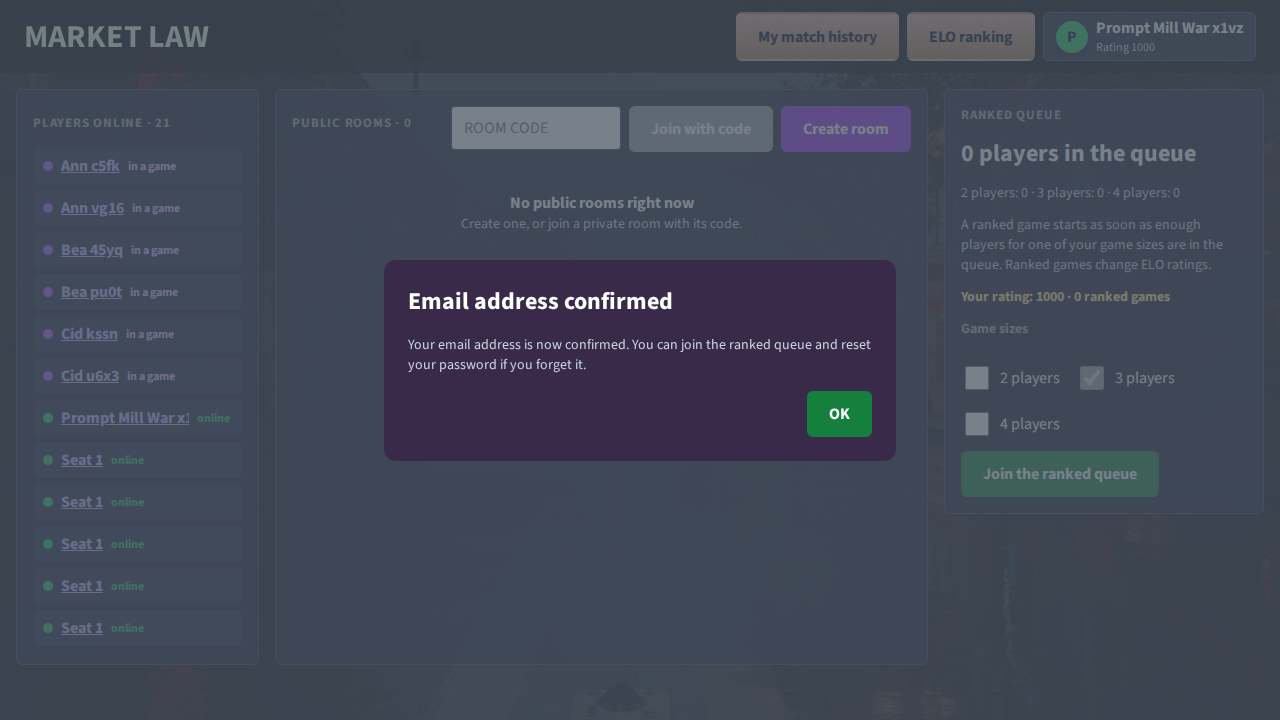 MARKET LAW
My match history
ELO ranking
P
Prompt Mill War x1vz
Rating 1000
PLAYERS ONLINE · 21
Ann c5fk in a game
Ann vg16 in a game
Bea 45yq in a game
Bea pu0t in a game
Cid kssn in a game
Cid u6x3 in a game
Prompt Mill War x1 online
Seat 1 online
Seat 1 online
Seat 1 online
Seat 1 online
Seat 1 online
PUBLIC ROOMS · 0
ROOM CODE
Join with code
Create room
No public rooms right now
Create one, or join a private room with its code.
Email address confirmed
Your email address is now confirmed. You can join the ranked queue and reset
your password if you forget it.
OK
RANKED QUEUE
0 players in the queue
2 players: 0 · 3 players: 0 · 4 players: 0
A ranked game starts as soon as enough
players for one of your game sizes are in the
queue. Ranked games change ELO ratings.
Your rating: 1000 · 0 ranked games
Game sizes
2 players
3 players
4 players
Join the ranked queue